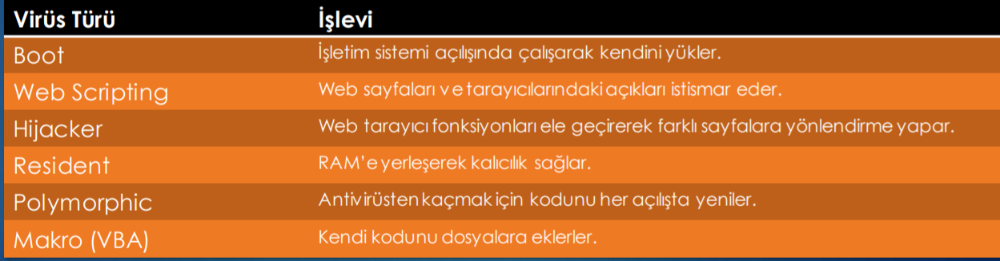 Virüs Türü İşlevi
Boot İşletim sistemi açılışında çalışarak kendini yükler.
Web Scripting Web sayfaları ve tarayıcılarındaki açıkları istismar eder.
Hijacker Web tarayıcı fonksiyonları ele geçirerek farklı sayfalara yönlendirme yapar.
Resident RAM'e yerleşerek kalıcılık sağlar.
Polymorphic Antivirüsten kaçmak için kodunu her açılışta yeniler.
Makro (VBA) Kendi kodunu dosyalara eklerler.